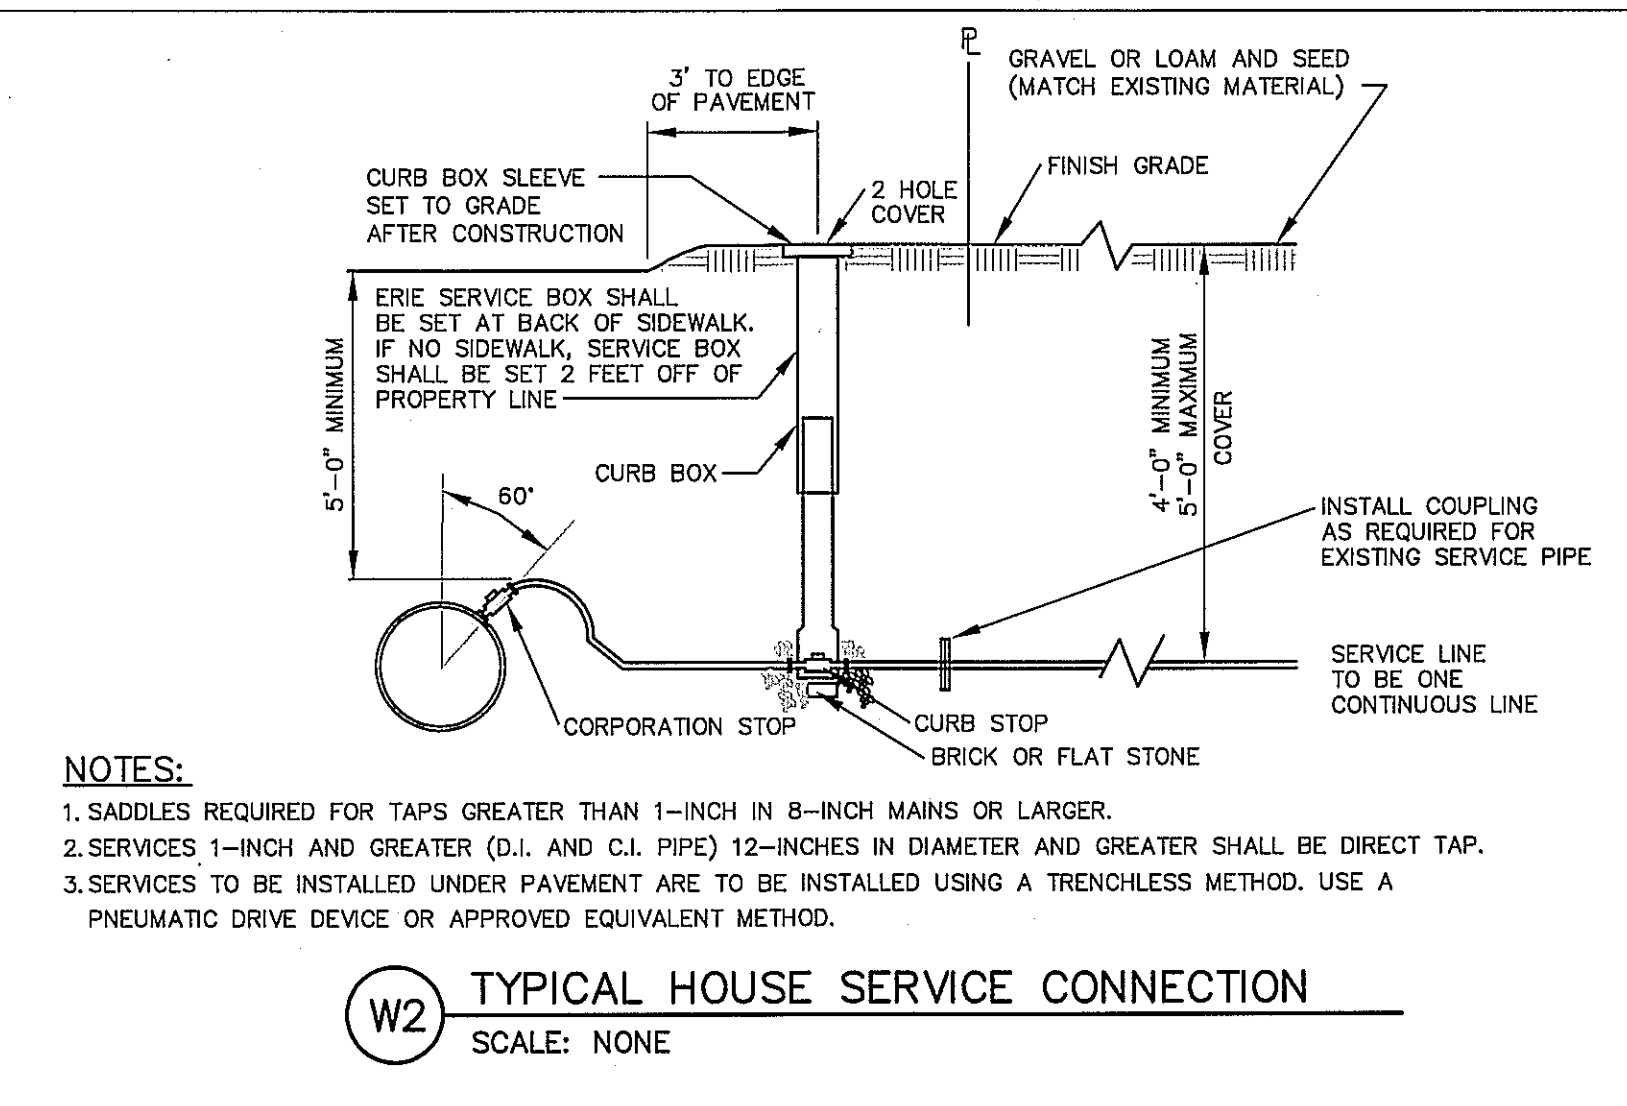 PL
GRAVEL OR LOAM AND SEED
(MATCH EXISTING MATERIAL)
3' TO EDGE
OF PAVEMENT
FINISH GRADE
CURB BOX SLEEVE
SET TO GRADE
AFTER CONSTRUCTION
2 HOLE
COVER
ERIE SERVICE BOX SHALL
BE SET AT BACK OF SIDEWALK.
IF NO SIDEWALK, SERVICE BOX
SHALL BE SET 2 FEET OFF OF
PROPERTY LINE
5'-0" MINIMUM
4'-0" MINIMUM
5'-0" MAXIMUM
COVER
CURB BOX
60°
INSTALL COUPLING
AS REQUIRED FOR
EXISTING SERVICE PIPE
SERVICE LINE
TO BE ONE
CONTINUOUS LINE
CORPORATION STOP
CURB STOP
BRICK OR FLAT STONE
NOTES:
1. SADDLES REQUIRED FOR TAPS GREATER THAN 1-INCH IN 8-INCH MAINS OR LARGER.
2. SERVICES 1-INCH AND GREATER (D.I. AND C.I. PIPE) 12-INCHES IN DIAMETER AND GREATER SHALL BE DIRECT TAP.
3. SERVICES TO BE INSTALLED UNDER PAVEMENT ARE TO BE INSTALLED USING A TRENCHLESS METHOD. USE A
PNEUMATIC DRIVE DEVICE OR APPROVED EQUIVALENT METHOD.
W2
TYPICAL HOUSE SERVICE CONNECTION
SCALE: NONE